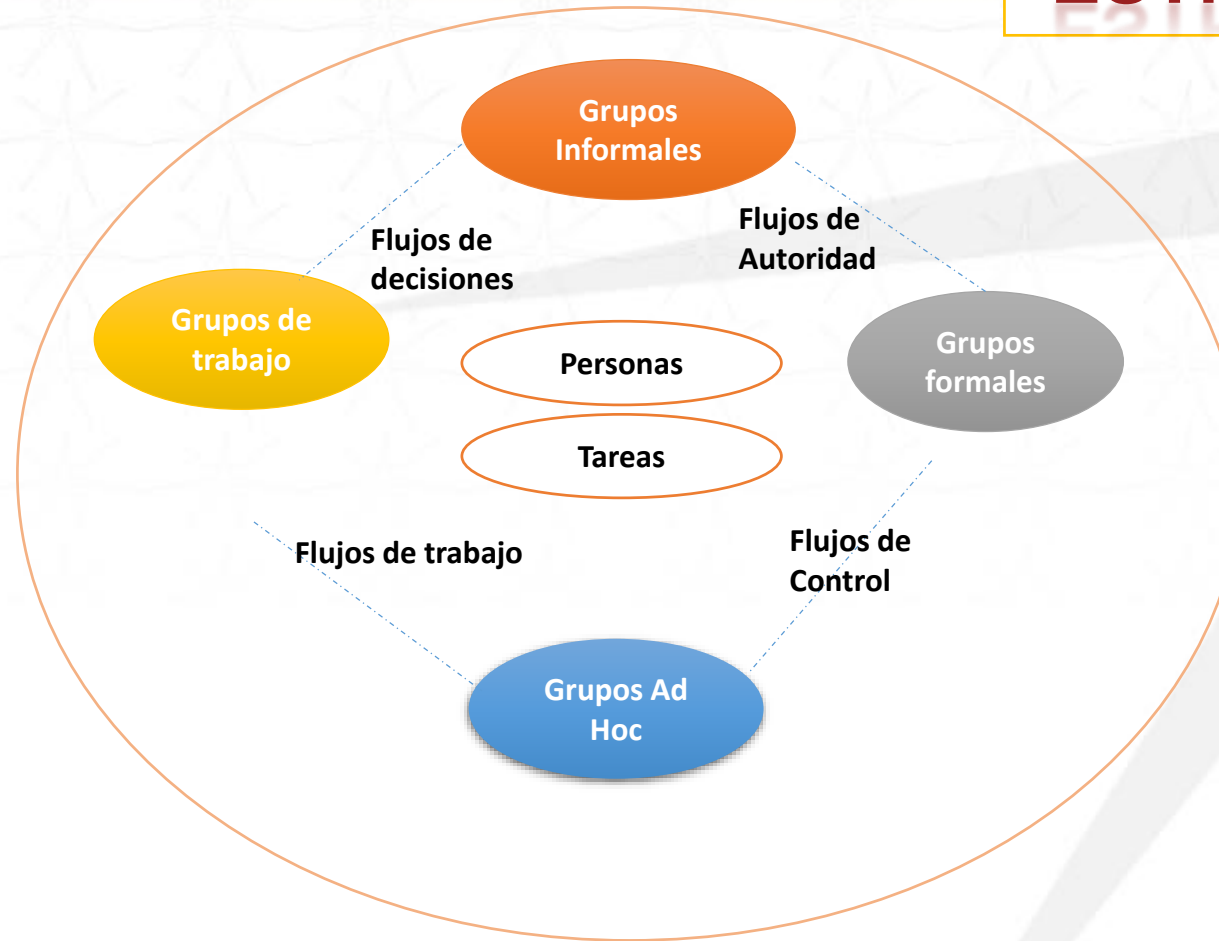 Grupos
Informales
Flujos de
Autoridad
Flujos de
decisiones
Grupos de
trabajo
Personas
Grupos
formales
Tareas
Flujos de trabajo
Flujos de
Control
Grupos Ad
Hoc